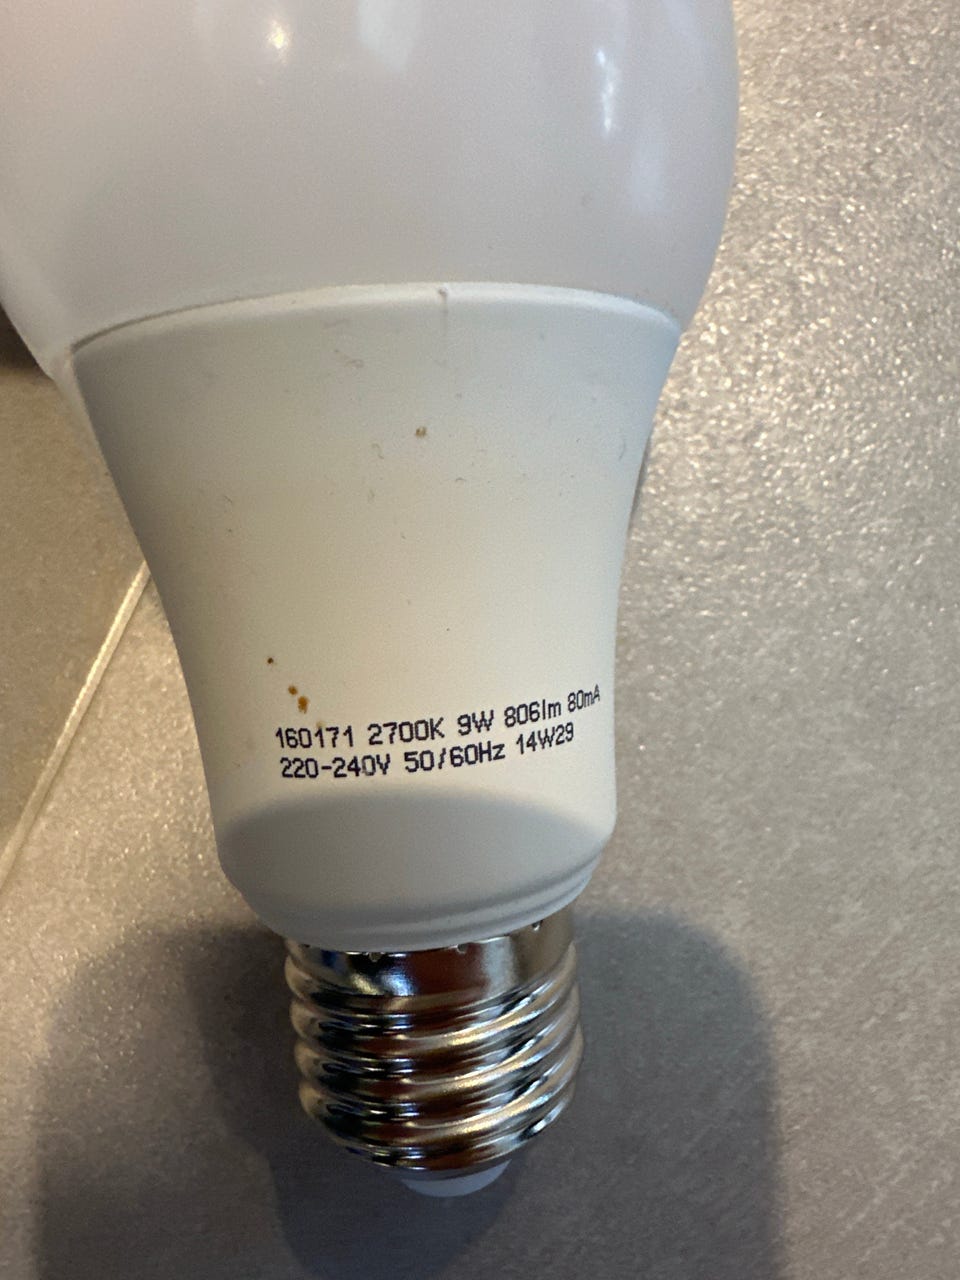 160171 2700K 9W 806lm 80mA
220-240V 50/60Hz 14W29